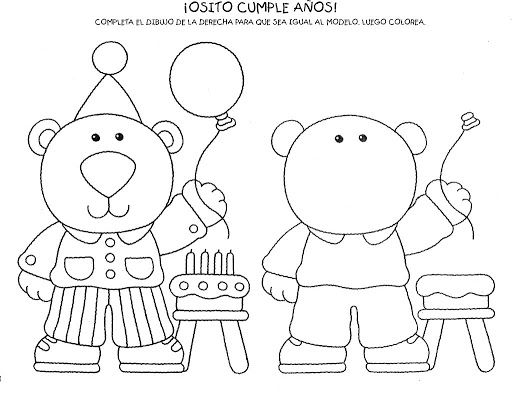 ¡OSITO CUMPLE AÑOS!
COMPLETA EL DIBUJO DE LA DERECHA PARA QUE SEA IGUAL AL MODELO. LUEGO COLOREA.